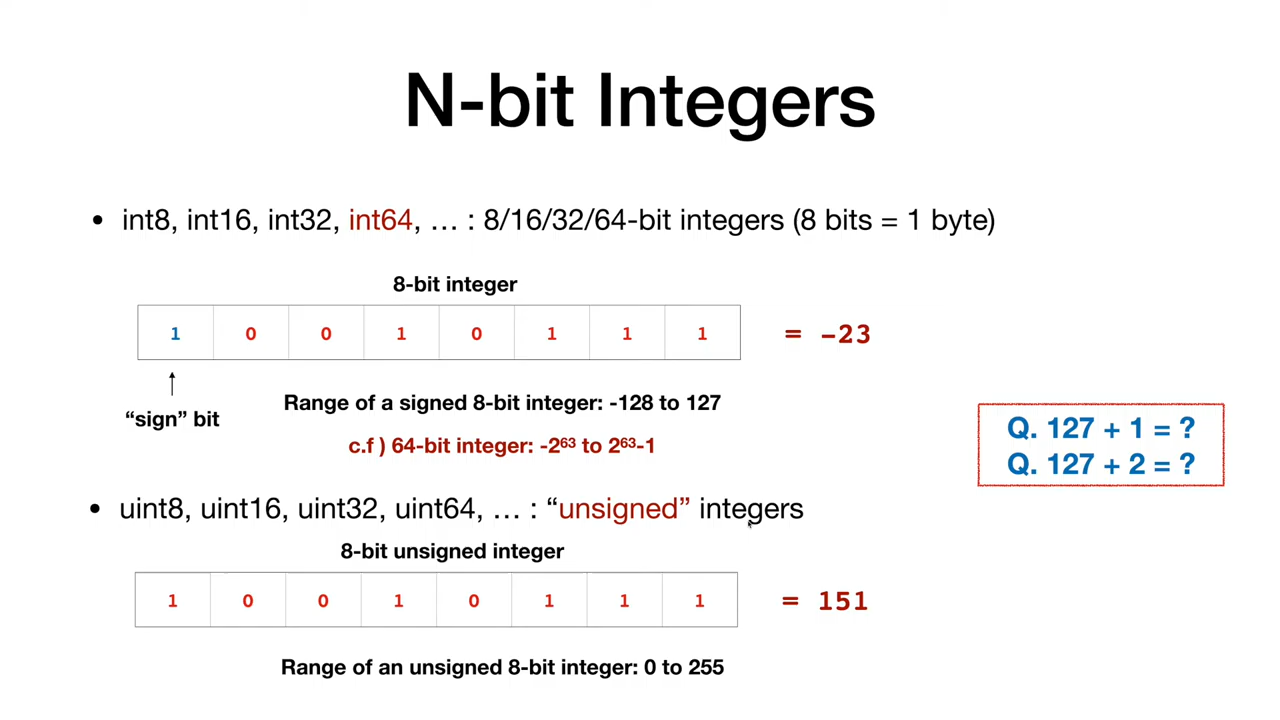 N-bit Integers
• int8, int16, int32, int64, … : 8/16/32/64-bit integers (8 bits = 1 byte)
8-bit integer
1 0 0 1 0 1 1 1 = -23
“sign” bit
Range of a signed 8-bit integer: -128 to 127
c.f ) 64-bit integer: -2⁶³ to 2⁶³-1
Q. 127 + 1 = ?
Q. 127 + 2 = ?
• uint8, uint16, uint32, uint64, … : “unsigned” integers
8-bit unsigned integer
1 0 0 1 0 1 1 1 = 151
Range of an unsigned 8-bit integer: 0 to 255